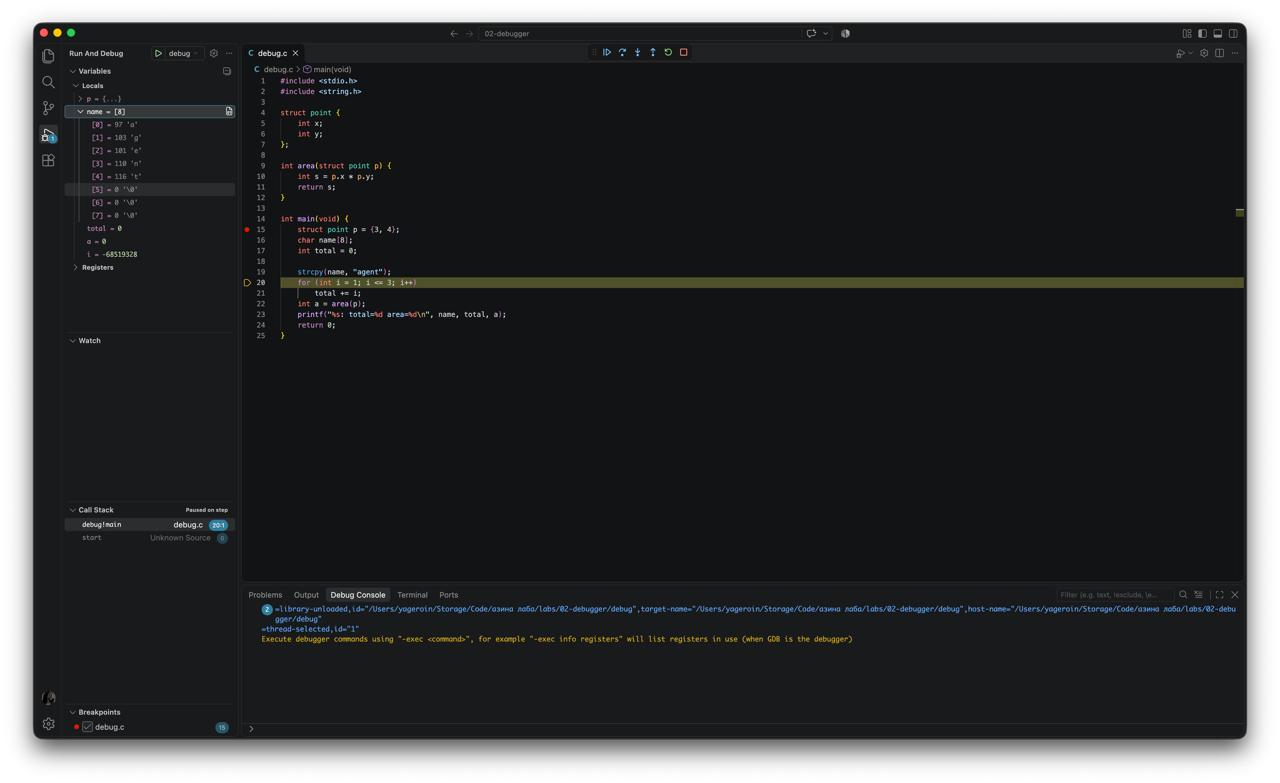 02-debugger
Run And Debug
debug
debug.c
Variables
Locals
p = {...}
name = [8]
[0] = 97 'a'
[1] = 103 'g'
[2] = 101 'e'
[3] = 110 'n'
[4] = 116 't'
[5] = 0 '\0'
[6] = 0 '\0'
[7] = 0 '\0'
total = 0
a = 0
i = -68519328
Registers
Watch
Call Stack
Paused on step
debug!main debug.c 20:1
start Unknown Source 0
Breakpoints
debug.c 15
1
C debug.c
C debug.c > main(void)
1 #include <stdio.h>
2 #include <string.h>
3
4 struct point {
5 int x;
6 int y;
7 };
8
9 int area(struct point p) {
10 int s = p.x * p.y;
11 return s;
12 }
13
14 int main(void) {
15 struct point p = {3, 4};
16 char name[8];
17 int total = 0;
18
19 strcpy(name, "agent");
20 for (int i = 1; i <= 3; i++)
21 total += i;
22 int a = area(p);
23 printf("%s: total=%d area=%d\n", name, total, a);
24 return 0;
25 }
Problems Output Debug Console Terminal Ports
Filter (e.g. text, !exclude, \e...
2 =library-unloaded,id="/Users/yageroin/Storage/Code/азина лаба/labs/02-debugger/debug",target-name="/Users/yageroin/Storage/Code/азина лаба/labs/02-debugger/debug",host-name="/Users/yageroin/Storage/Code/азина лаба/labs/02-debu
gger/debug"
=thread-selected,id="1"
Execute debugger commands using "-exec <command>", for example "-exec info registers" will list registers in use (when GDB is the debugger)